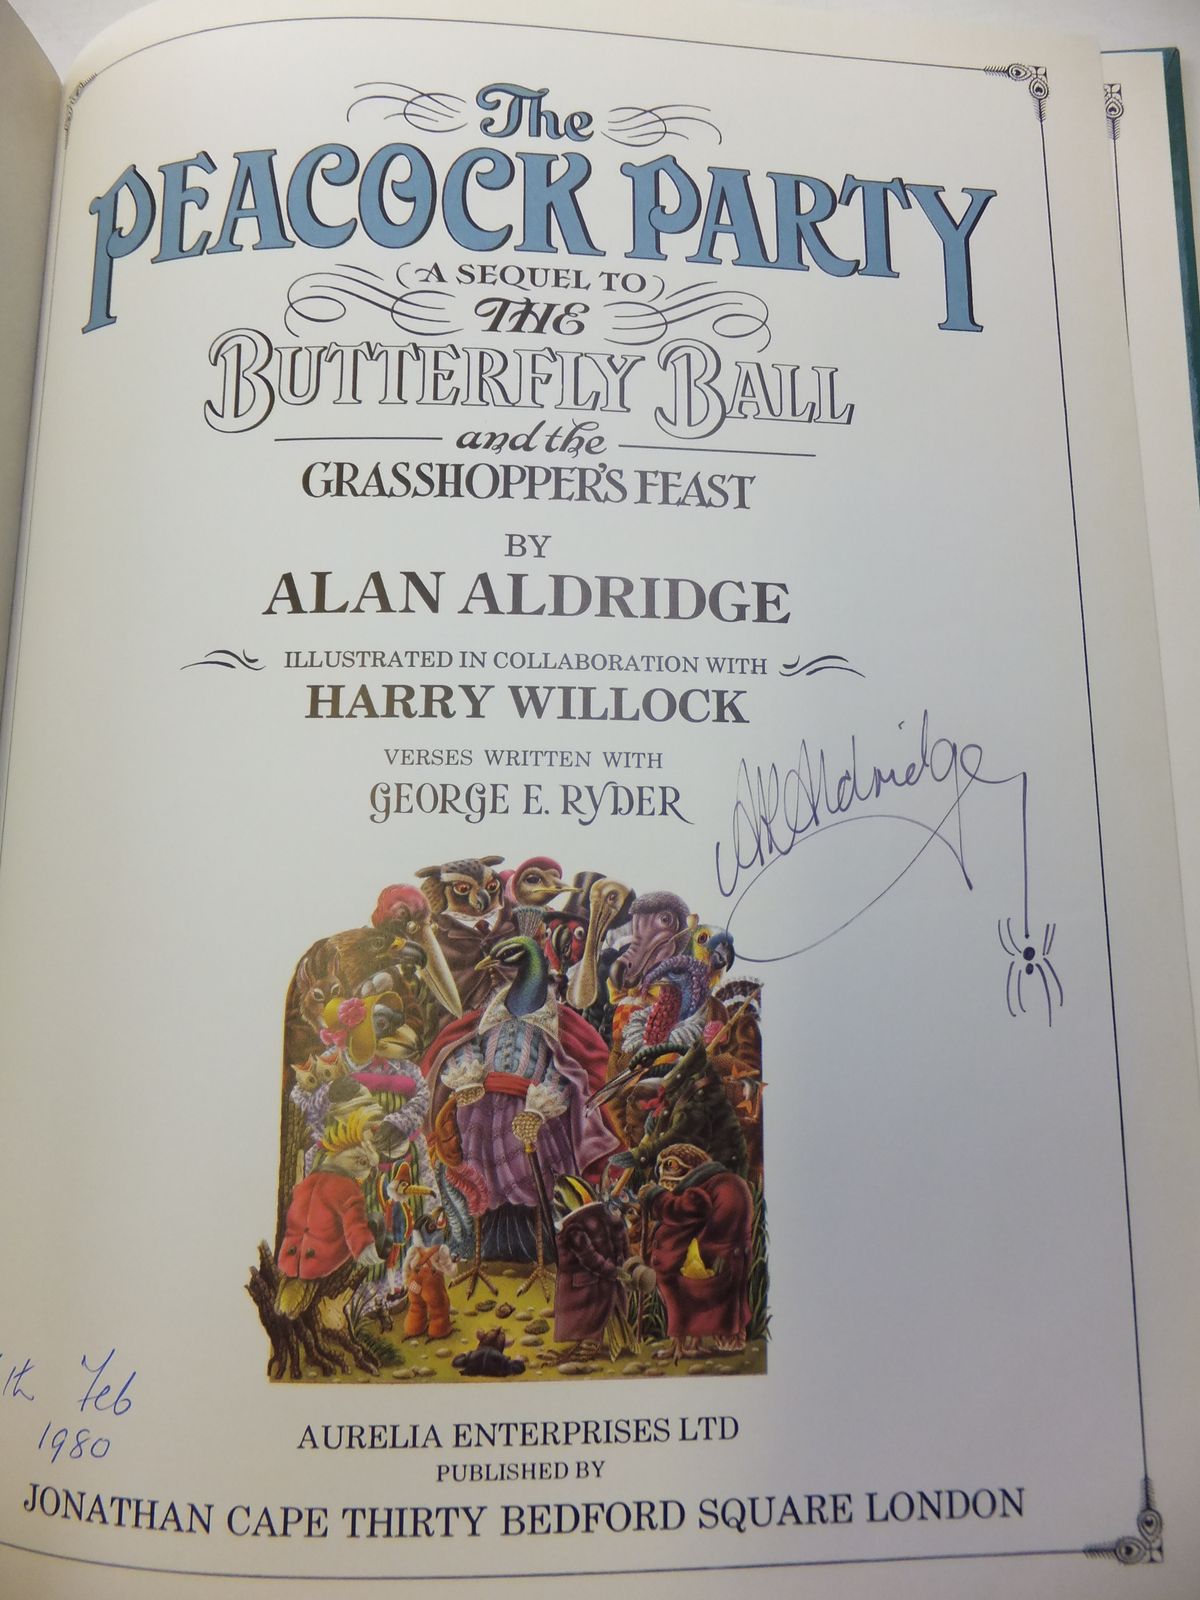 The
PEACOCK PARTY
(A SEQUEL TO)
THE
BUTTERFLY BALL
and the
GRASSHOPPER'S FEAST
BY
ALAN ALDRIDGE
ILLUSTRATED IN COLLABORATION WITH
HARRY WILLOCK
VERSES WRITTEN WITH
GEORGE E. RYDER
Aldridge
th Feb
1980
AURELIA ENTERPRISES LTD
PUBLISHED BY
JONATHAN CAPE THIRTY BEDFORD SQUARE LONDON